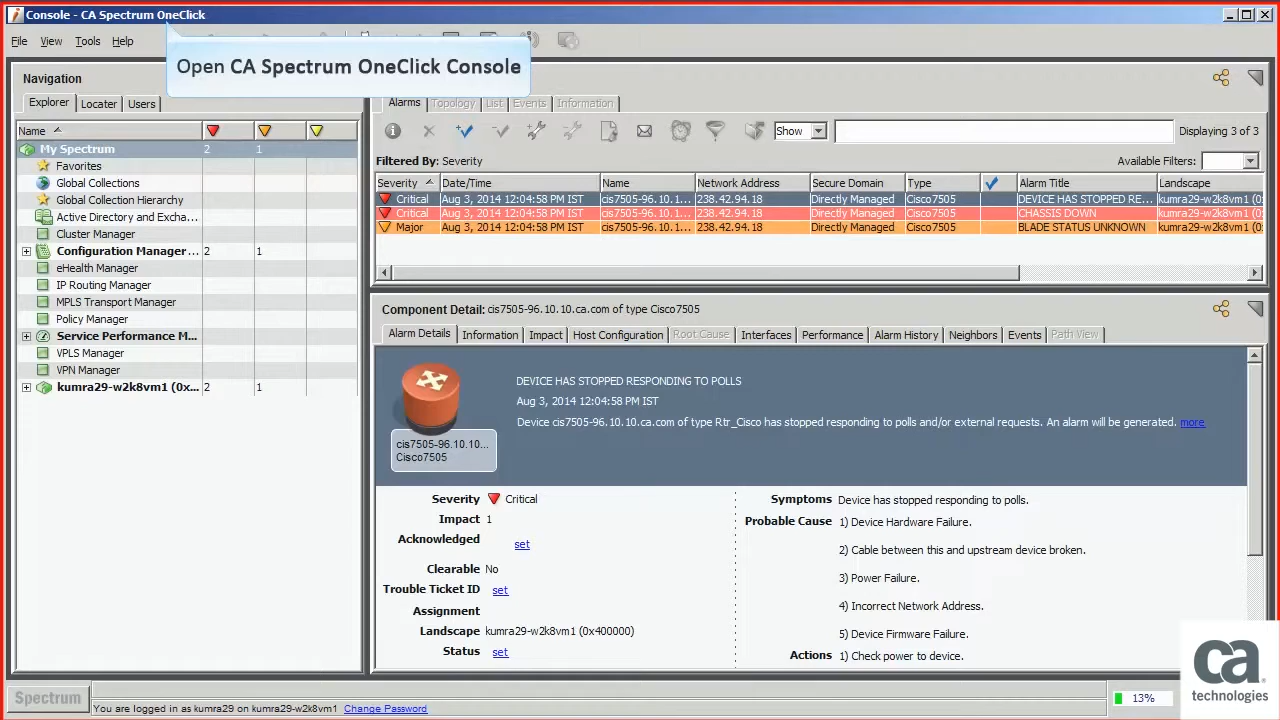 Console - CA Spectrum OneClick
File View Tools Help
Open CA Spectrum OneClick Console
Navigation
Explorer Locater Users
Name
My Spectrum 2 1
Favorites
Global Collections
Global Collection Hierarchy
Active Directory and Excha...
Cluster Manager
Configuration Manager... 2 1
eHealth Manager
IP Routing Manager
MPLS Transport Manager
Policy Manager
Service Performance M...
VPLS Manager
VPN Manager
kumra29-w2k8vm1 (0x... 2 1
Alarms Topology List Events Information
Show Displaying 3 of 3
Filtered By: Severity Available Filters:
Severity Date/Time Name Network Address Secure Domain Type Alarm Title Landscape
Critical Aug 3, 2014 12:04:58 PM IST cis7505-96.10.1... 238.42.94.18 Directly Managed Cisco7505 DEVICE HAS STOPPED RE... kumra29-w2k8vm1 (0
Critical Aug 3, 2014 12:04:58 PM IST cis7505-96.10.1... 238.42.94.18 Directly Managed Cisco7505 CHASSIS DOWN kumra29-w2k8vm1 (0
Major Aug 3, 2014 12:04:58 PM IST cis7505-96.10.1... 238.42.94.18 Directly Managed Cisco7505 BLADE STATUS UNKNOWN kumra29-w2k8vm1 (0
Component Detail: cis7505-96.10.10.ca.com of type Cisco7505
Alarm Details Information Impact Host Configuration Root Cause Interfaces Performance Alarm History Neighbors Events Path View
DEVICE HAS STOPPED RESPONDING TO POLLS
Aug 3, 2014 12:04:58 PM IST
Device cis7505-96.10.10.ca.com of type Rtr_Cisco has stopped responding to polls and/or external requests. An alarm will be generated. more
cis7505-96.10.10...
Cisco7505
Severity Critical
Impact 1
Acknowledged set
Clearable No
Trouble Ticket ID set
Assignment
Landscape kumra29-w2k8vm1 (0x400000)
Status set
Symptoms Device has stopped responding to polls.
Probable Cause 1) Device Hardware Failure.
2) Cable between this and upstream device broken.
3) Power Failure.
4) Incorrect Network Address.
5) Device Firmware Failure.
Actions 1) Check power to device.
ca
technologies
Spectrum
You are logged in as kumra29 on kumra29-w2k8vm1 Change Password
13%